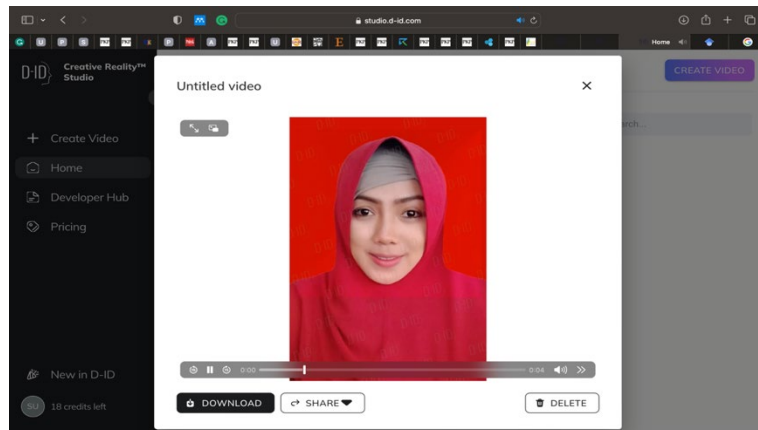 studio.d-id.com
Home
D-ID
Creative Reality™
Studio
Create Video
Home
Developer Hub
Pricing
New in D-ID
SU
18 credits left
Untitled video
0:00
0:04
DOWNLOAD
SHARE
DELETE
CREATE VIDEO